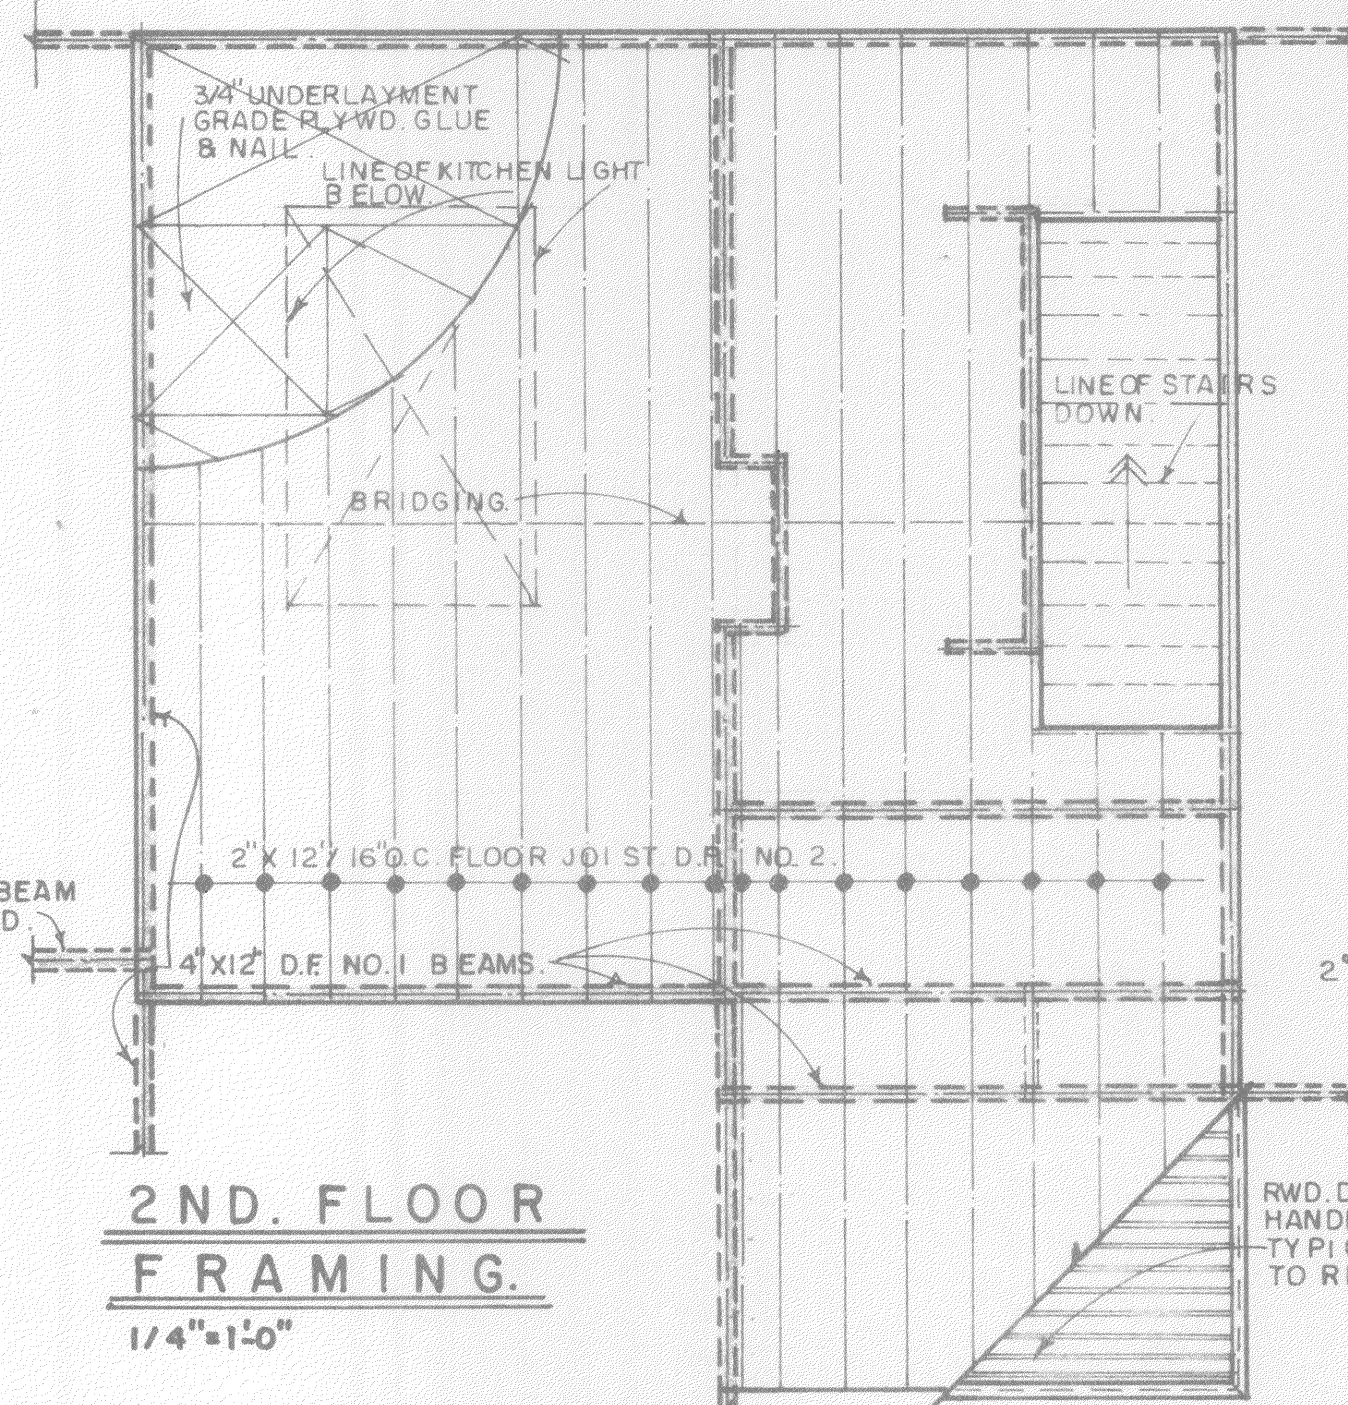 3/4" UNDERLAYMENT
GRADE PLYWD. GLUE
& NAIL.
LINE OF KITCHEN LIGHT
BELOW.
LINE OF STAIRS
DOWN.
BRIDGING.
2" X 12"/ 16" O.C. FLOOR JOIST. D.F. NO. 2.
BEAM
D.
4" X12" D.F. NO. 1 BEAMS.
2"
RWD. D
HAND
TYPI
TO R
2ND. FLOOR
FRAMING.
1/4"=1'-0"